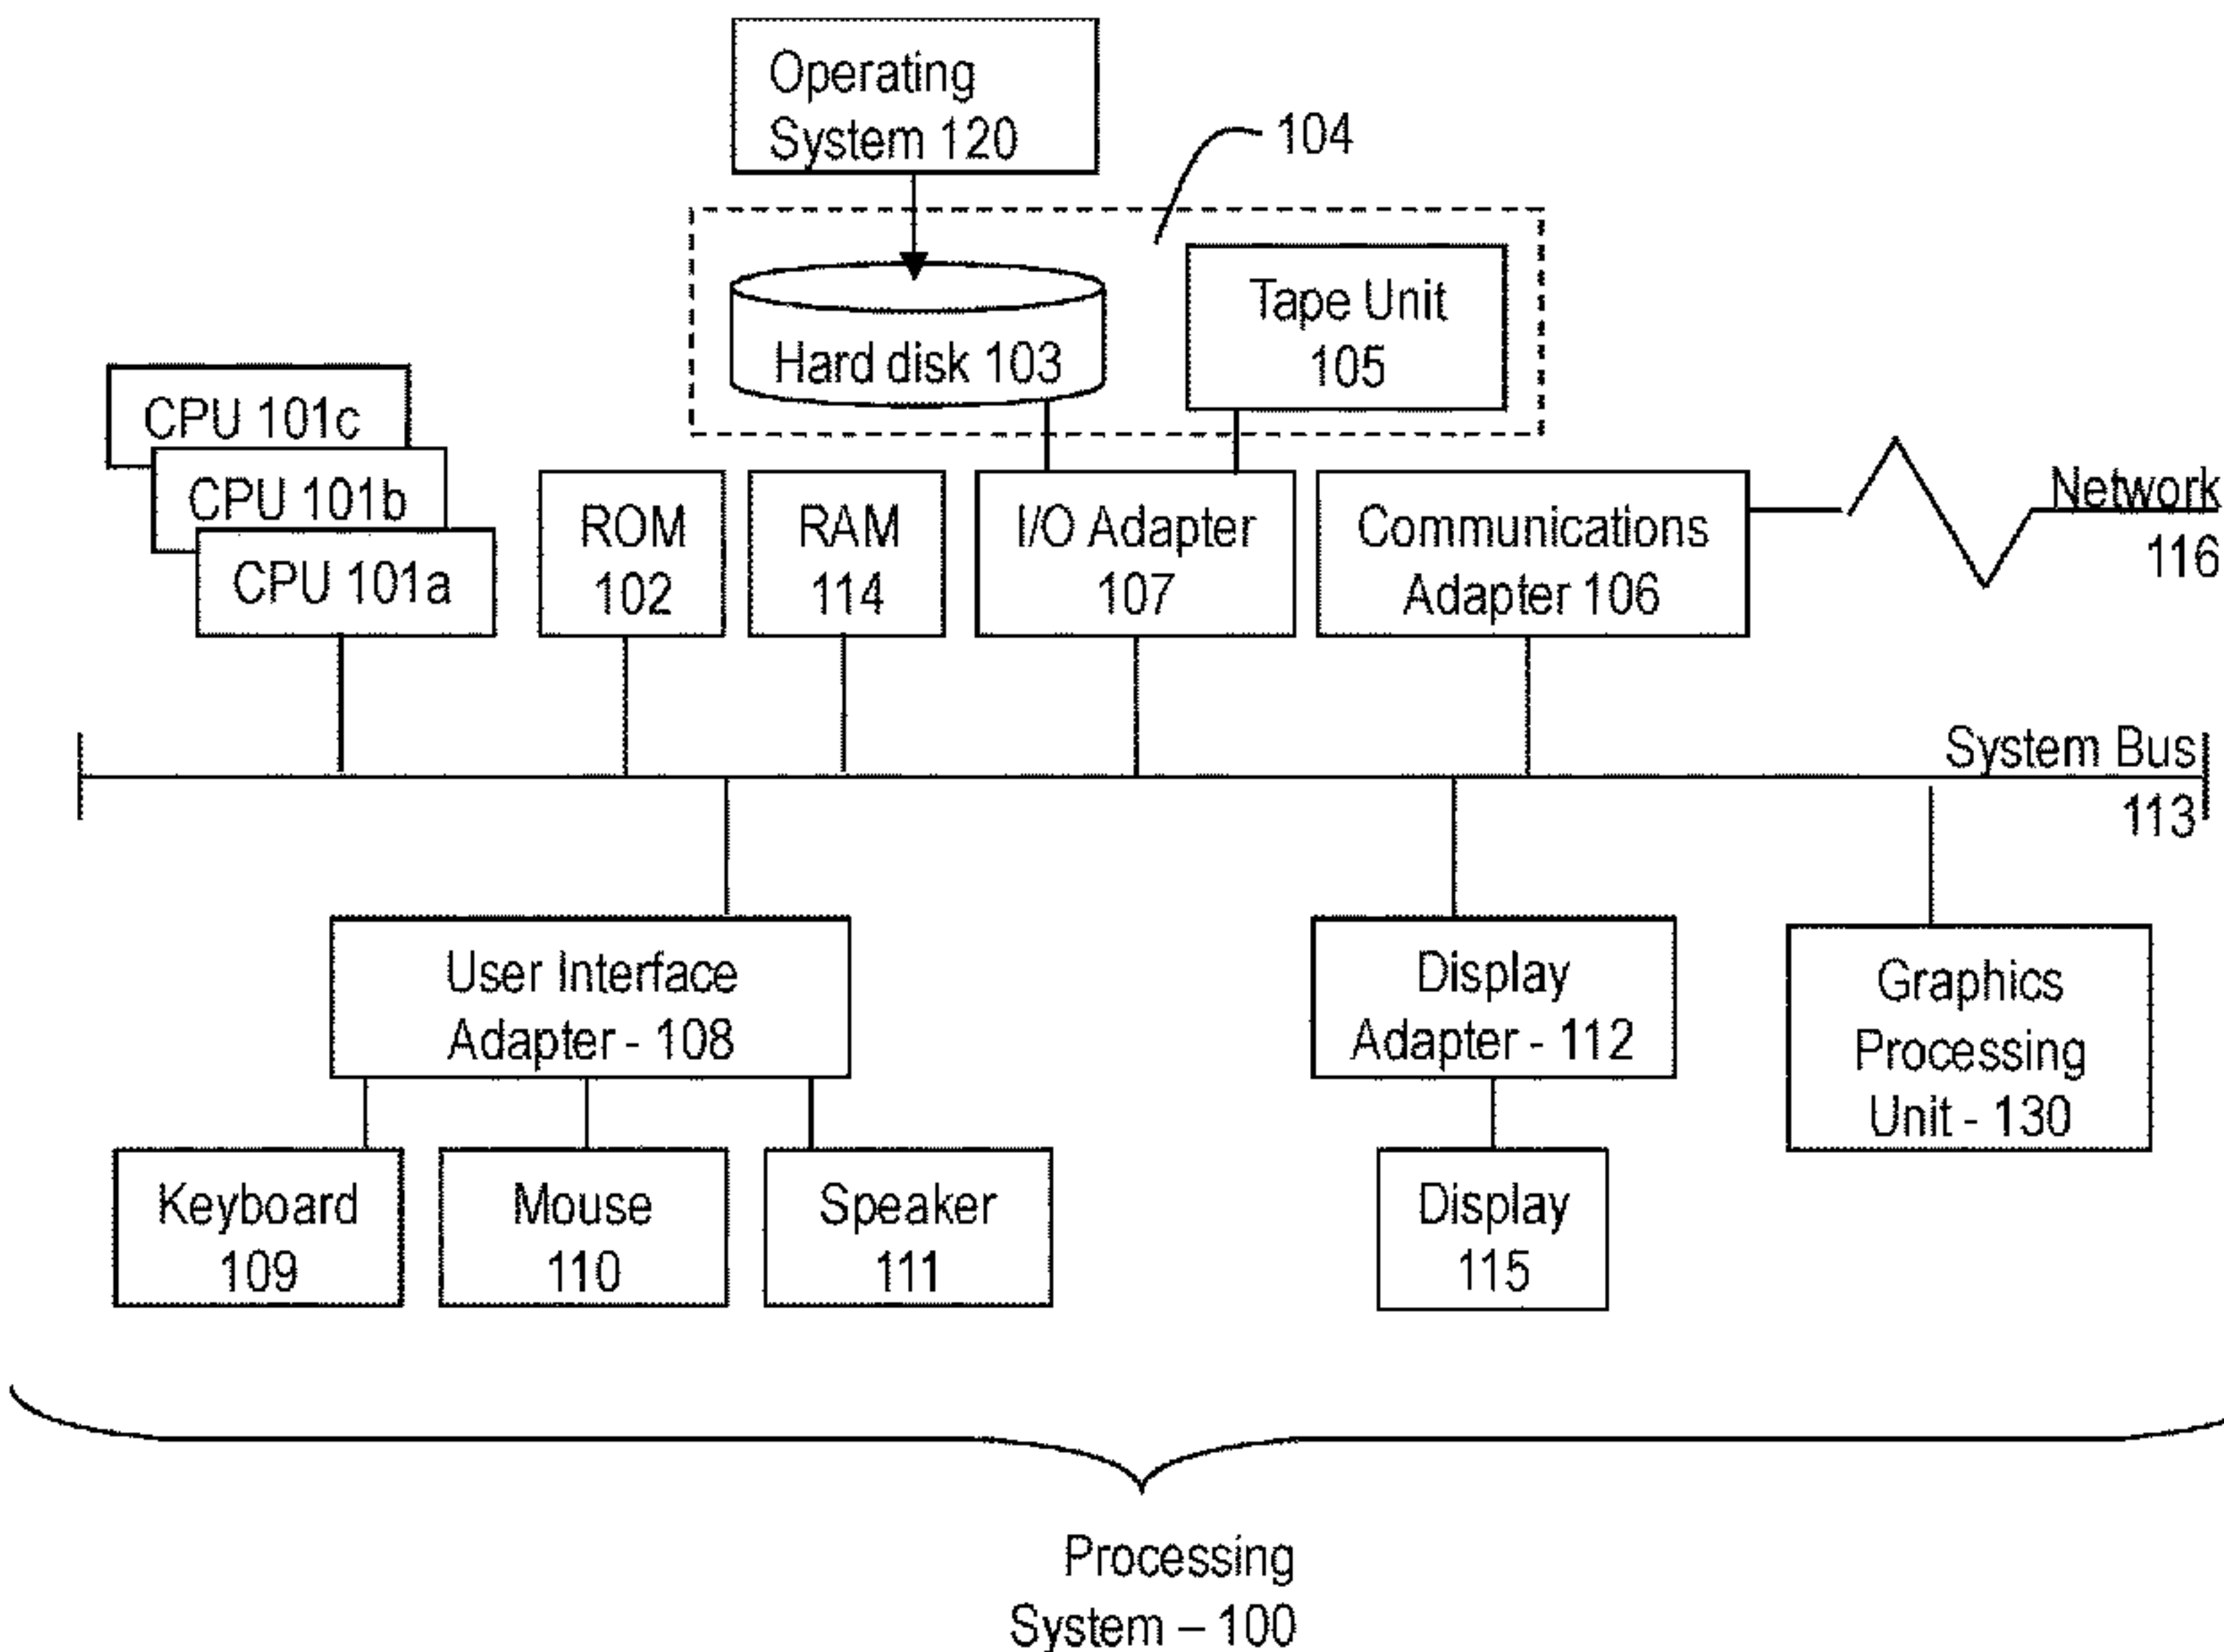 Operating
System 120
104
Hard disk 103
Tape Unit
105
CPU 101c
CPU 101b
CPU 101a
ROM
102
RAM
114
I/O Adapter
107
Communications
Adapter 106
Network
116
System Bus
113
User Interface
Adapter - 108
Display
Adapter - 112
Graphics
Processing
Unit - 130
Keyboard
109
Mouse
110
Speaker
111
Display
115
Processing
System – 100